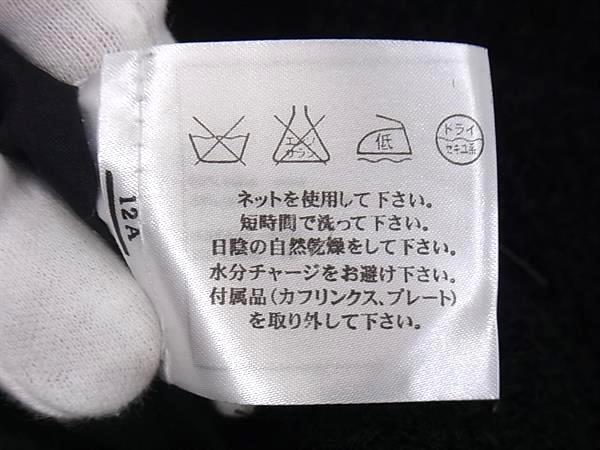 エンソ
サラシ
低
ドライ
セキユ系
ネットを使用して下さい。
短時間で洗って下さい。
日陰の自然乾燥をして下さい。
水分チャージをお避け下さい。
付属品(カフリンクス、プレート)
を取り外して下さい。
12A